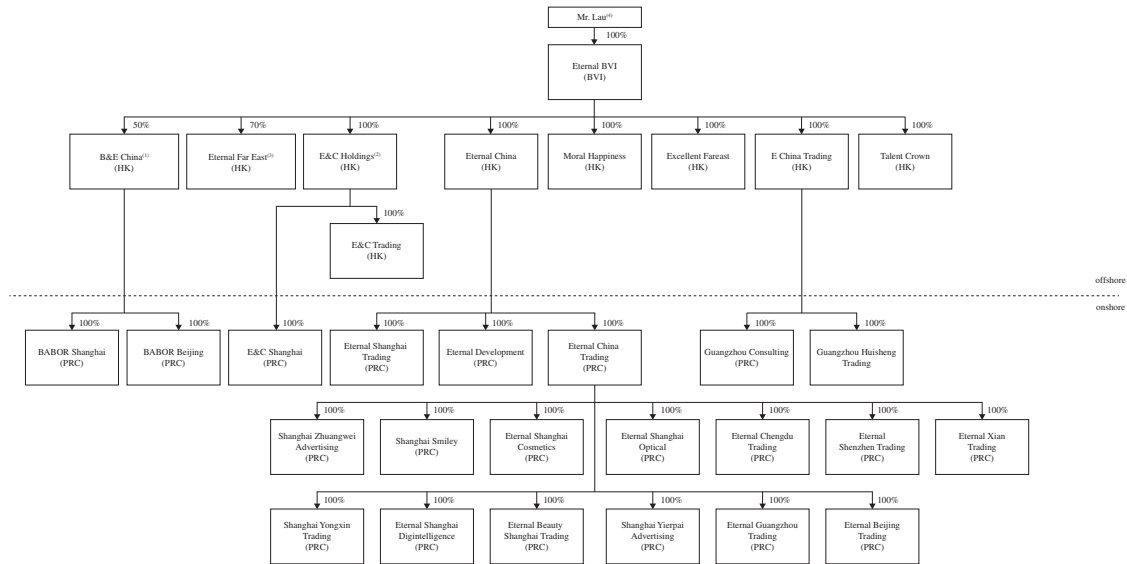 Mr. Lau(4)
100%
Eternal BVI
(BVI)
50%
70%
100%
100%
100%
100%
100%
100%
B&E China(1)
(HK)
Eternal Far East(3)
(HK)
E&C Holdings(2)
(HK)
Eternal China
(HK)
Moral Happiness
(HK)
Excellent Fareast
(HK)
E China Trading
(HK)
Talent Crown
(HK)
100%
E&C Trading
(HK)
offshore
onshore
100%
100%
100%
100%
100%
100%
100%
100%
BABOR Shanghai
(PRC)
BABOR Beijing
(PRC)
E&C Shanghai
(PRC)
Eternal Shanghai
Trading
(PRC)
Eternal Development
(PRC)
Eternal China
Trading
(PRC)
Guangzhou Consulting
(PRC)
Guangzhou Huisheng
Trading
100%
100%
100%
100%
100%
100%
100%
Shanghai Zhuangwei
Advertising
(PRC)
Shanghai Smiley
(PRC)
Eternal Shanghai
Cosmetics
(PRC)
Eternal Shanghai
Optical
(PRC)
Eternal Chengdu
Trading
(PRC)
Eternal
Shenzhen Trading
(PRC)
Eternal Xian
Trading
(PRC)
100%
100%
100%
100%
100%
100%
Shanghai Yongxin
Trading
(PRC)
Eternal Shanghai
Digintelligence
(PRC)
Eternal Beauty
Shanghai Trading
(PRC)
Shanghai Yierpai
Advertising
(PRC)
Eternal Guangzhou
Trading
(PRC)
Eternal Beijing
Trading
(PRC)